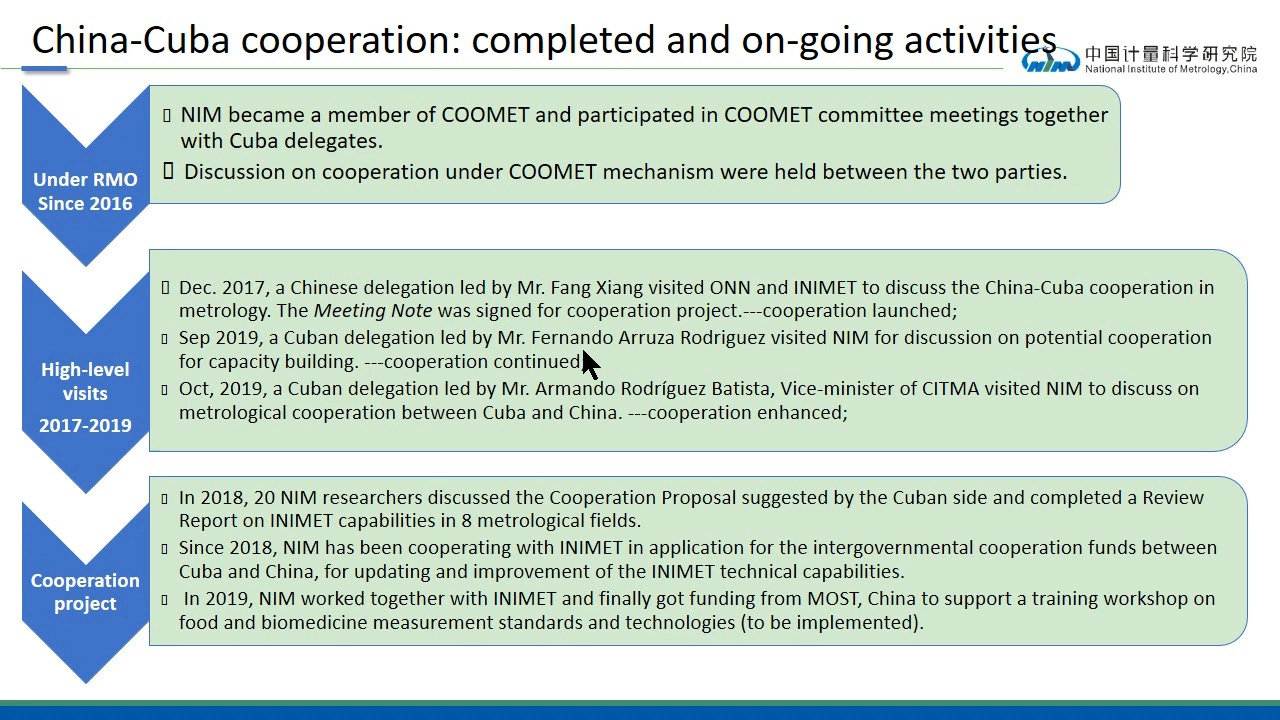 China-Cuba cooperation: completed and on-going activities
中国计量科学研究院
National Institute of Metrology,China
Under RMO
Since 2016
NIM became a member of COOMET and participated in COOMET committee meetings together
with Cuba delegates.
Discussion on cooperation under COOMET mechanism were held between the two parties.
High-level
visits
2017-2019
Dec. 2017, a Chinese delegation led by Mr. Fang Xiang visited ONN and INIMET to discuss the China-Cuba cooperation in
metrology. The Meeting Note was signed for cooperation project.---cooperation launched;
Sep 2019, a Cuban delegation led by Mr. Fernando Arruza Rodriguez visited NIM for discussion on potential cooperation
for capacity building. ---cooperation continued;
Oct, 2019, a Cuban delegation led by Mr. Armando Rodríguez Batista, Vice-minister of CITMA visited NIM to discuss on
metrological cooperation between Cuba and China. ---cooperation enhanced;
Cooperation
project
In 2018, 20 NIM researchers discussed the Cooperation Proposal suggested by the Cuban side and completed a Review
Report on INIMET capabilities in 8 metrological fields.
Since 2018, NIM has been cooperating with INIMET in application for the intergovernmental cooperation funds between
Cuba and China, for updating and improvement of the INIMET technical capabilities.
In 2019, NIM worked together with INIMET and finally got funding from MOST, China to support a training workshop on
food and biomedicine measurement standards and technologies (to be implemented).